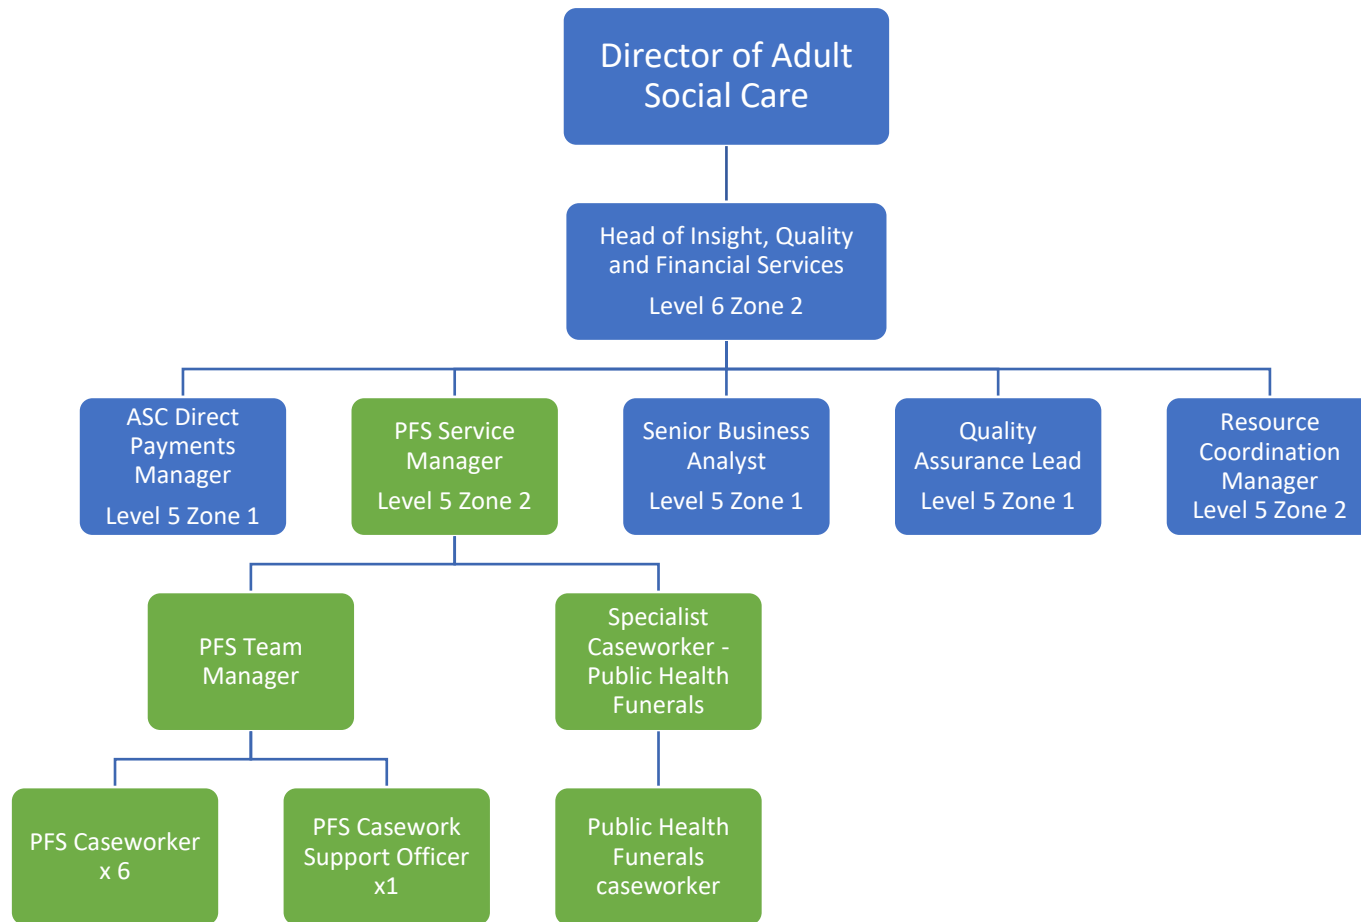 Director of Adult
Social Care
Head of Insight, Quality
and Financial Services
Level 6 Zone 2
ASC Direct
Payments
Manager
Level 5 Zone 1
PFS Service
Manager
Level 5 Zone 2
Senior Business
Analyst
Level 5 Zone 1
Quality
Assurance Lead
Level 5 Zone 1
Resource
Coordination
Manager
Level 5 Zone 2
PFS Team
Manager
Specialist
Caseworker -
Public Health
Funerals
PFS Caseworker
x 6
PFS Casework
Support Officer
x1
Public Health
Funerals
caseworker